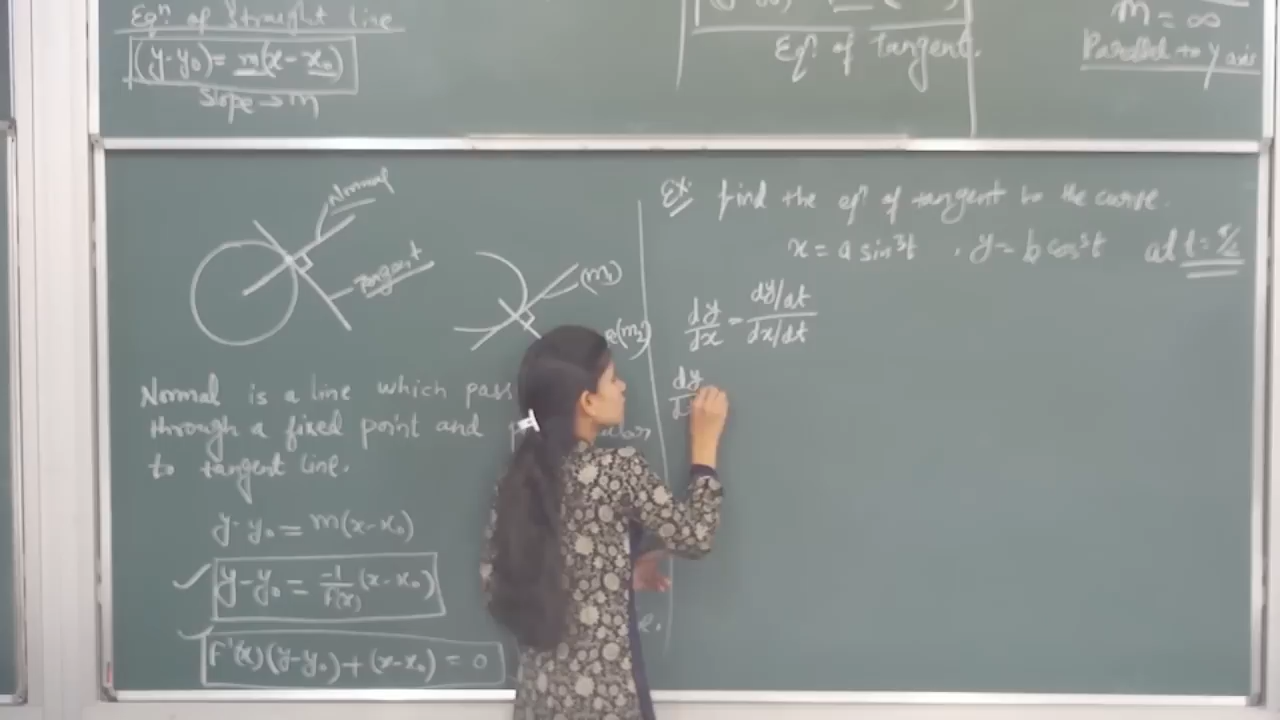 Eqⁿ of Straight line
(y-y₀) = m(x-x₀)
Slope → m
Eqⁿ of Tangent.
m = ∞
Parallel to y axis
Normal
Tangent
(m₁)
(m₂)
Normal is a line which pass
through a fixed point and
to tangent line.
y-y₀ = m(x-x₀)
y-y₀ = -1/f'(x) (x-x₀)
f'(x)(y-y₀)+(x-x₀) = 0
Ex: find the eqⁿ of tangent to the curve.
x = a sin³t , y = b cos³t at t =
dy/dx = (dy/dt)/(dx/dt)
dy